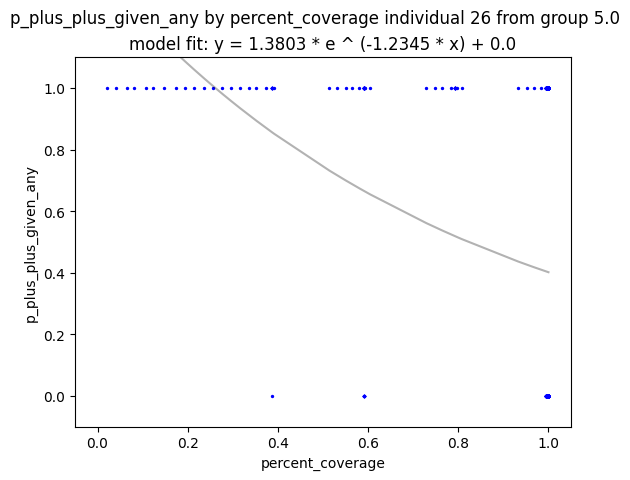 p_plus_plus_given_any by percent_coverage individual 26 from group 5.0
model fit: y = 1.3803 * e ^ (-1.2345 * x) + 0.0
p_plus_plus_given_any
1.0
0.8
0.6
0.4
0.2
0.0
0.0 0.2 0.4 0.6 0.8 1.0
percent_coverage